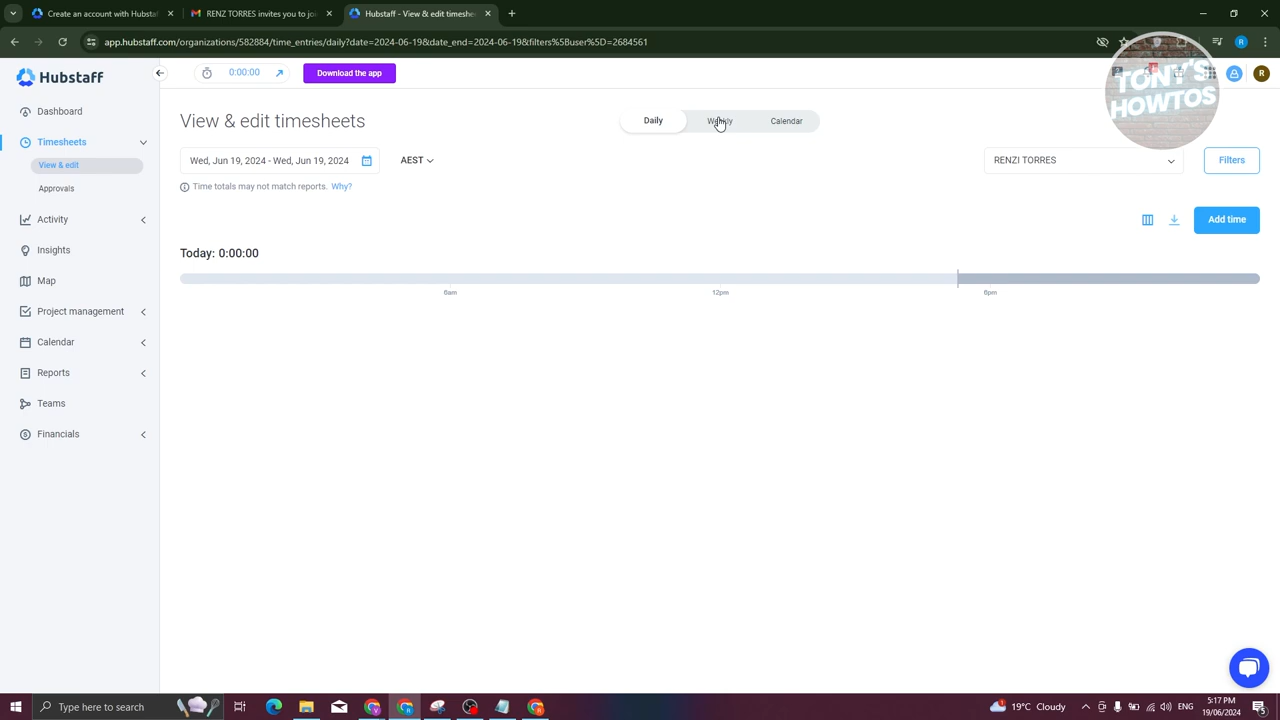 Create an account with Hubst
RENZ TORRES invites you to joi
Hubstaff - View & edit timeshe
app.hubstaff.com/organizations/582884/time_entries/daily?date=2024-06-19&date_end=2024-06-19&filters%5Buser%5D=2684561
R
Hubstaff
0:00:00
Download the app
R
TONY'S
HOWTOS
Dashboard
Timesheets
View & edit
Approvals
Activity
Insights
Map
Project management
Calendar
Reports
Teams
Financials
View & edit timesheets
Daily
Weekly
Calendar
Wed, Jun 19, 2024 - Wed, Jun 19, 2024
AEST
RENZI TORRES
Filters
Time totals may not match reports. Why?
Add time
Today: 0:00:00
6am
12pm
6pm
Type here to search
19°C Cloudy
5:17 PM
19/06/2024